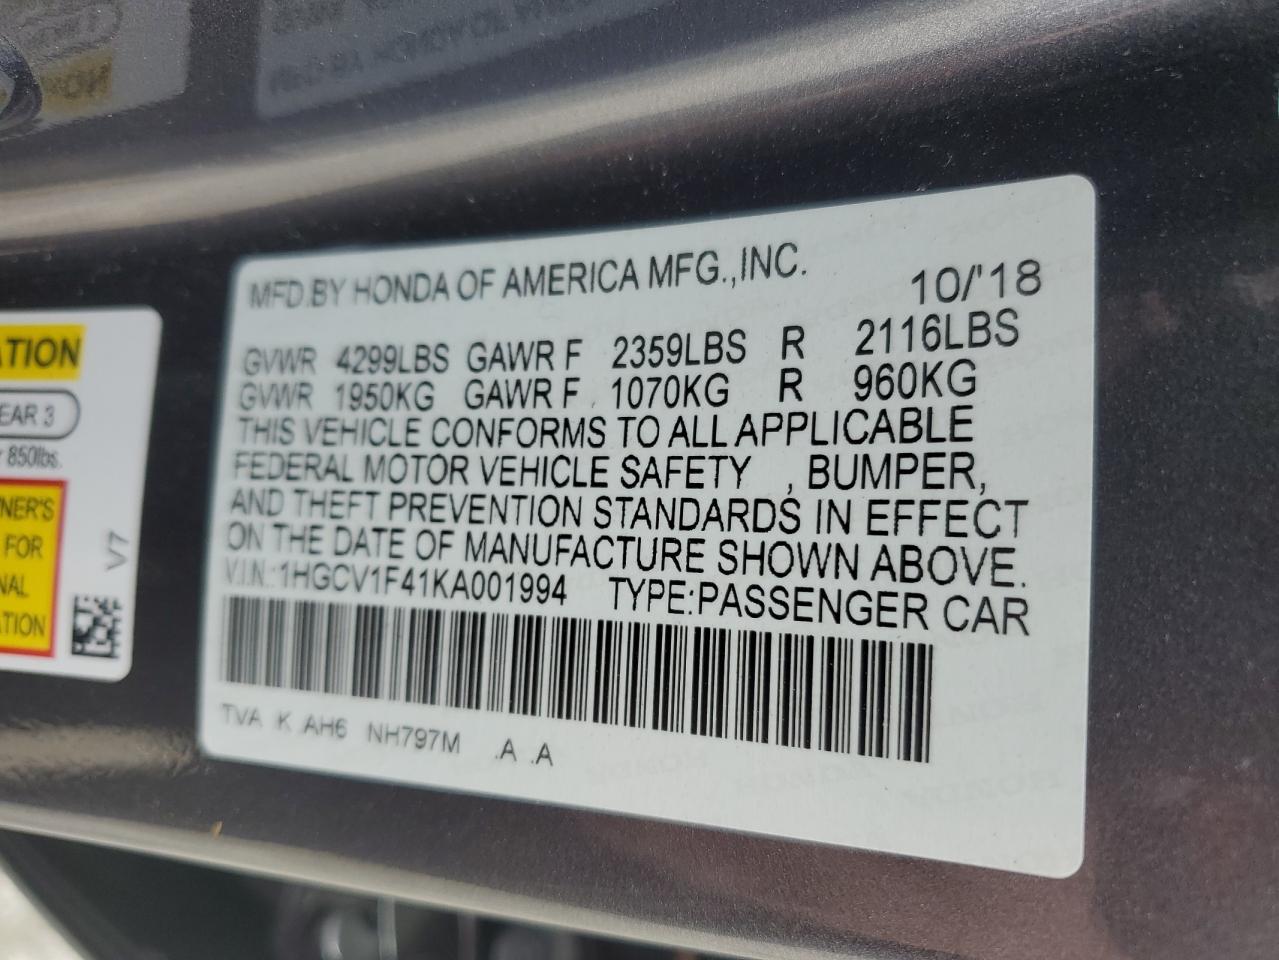 MFD.BY HONDA OF AMERICA MFG.,INC. 10/'18
GVWR 4299LBS GAWR F 2359LBS R 2116LBS
GVWR 1950KG GAWR F 1070KG R 960KG
THIS VEHICLE CONFORMS TO ALL APPLICABLE
FEDERAL MOTOR VEHICLE SAFETY , BUMPER,
AND THEFT PREVENTION STANDARDS IN EFFECT
ON THE DATE OF MANUFACTURE SHOWN ABOVE.
V.I.N.:1HGCV1F41KA001994 TYPE:PASSENGER CAR
TVA K AH6 NH797M .A .A
ATION
EAR 3
850lbs.
NER'S
FOR
NAL
ATION
V7